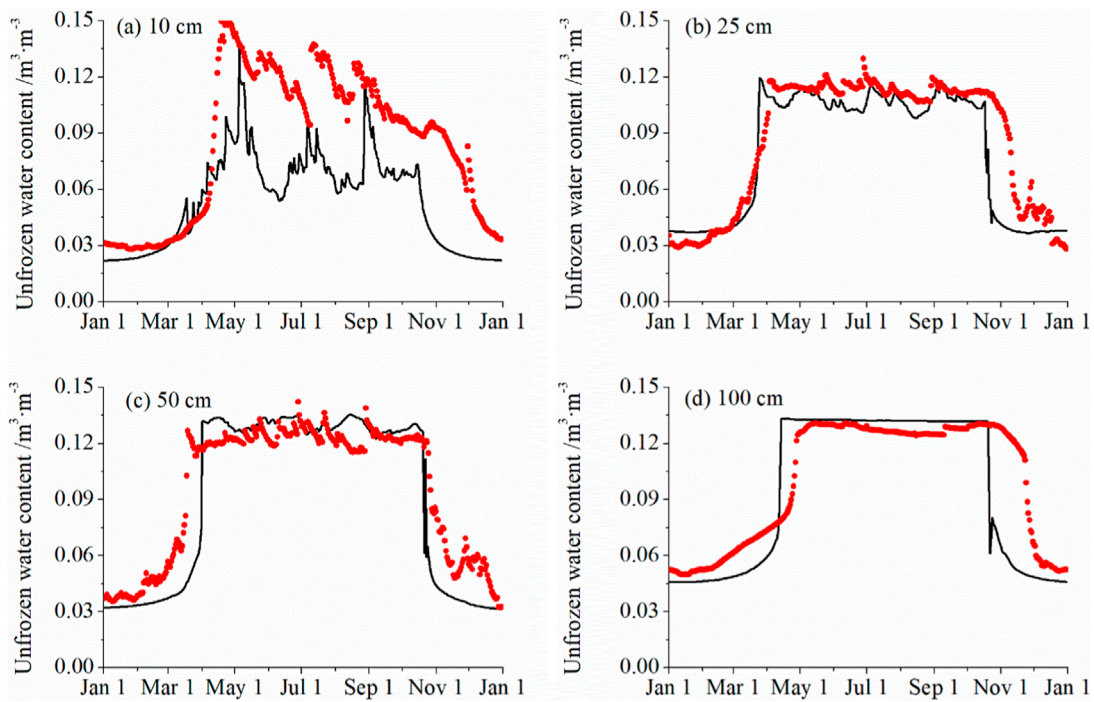 (a) 10 cm
Unfrozen water content /m³·m⁻³
0.15
0.12
0.09
0.06
0.03
0.00
Jan 1 Mar 1 May 1 Jul 1 Sep 1 Nov 1 Jan 1
(b) 25 cm
Unfrozen water content /m³·m⁻³
0.15
0.12
0.09
0.06
0.03
0.00
Jan 1 Mar 1 May 1 Jul 1 Sep 1 Nov 1 Jan 1
(c) 50 cm
Unfrozen water content /m³·m⁻³
0.15
0.12
0.09
0.06
0.03
0.00
Jan 1 Mar 1 May 1 Jul 1 Sep 1 Nov 1 Jan 1
(d) 100 cm
Unfrozen water content /m³·m⁻³
0.15
0.12
0.09
0.06
0.03
0.00
Jan 1 Mar 1 May 1 Jul 1 Sep 1 Nov 1 Jan 1